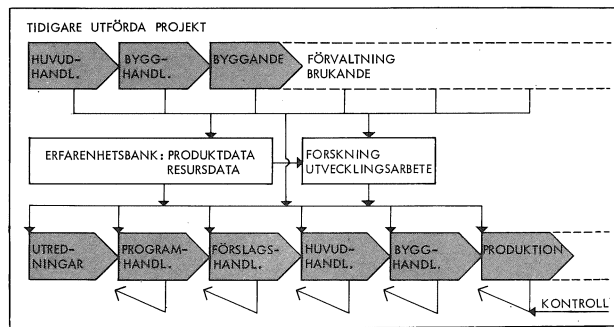 TIDIGARE UTFÖRDA PROJEKT
HUVUD-
HANDL.
BYGG-
HANDL.
BYGGANDE
FÖRVALTNING
BRUKANDE
ERFARENHETSBANK: PRODUKTDATA
RESURSDATA
FORSKNING
UTVECKLINGSARBETE
UTRED-
NINGAR
PROGRAM-
HANDL.
FÖRSLAGS-
HANDL.
HUVUD-
HANDL.
BYGG-
HANDL.
PRODUKTION
KONTROLL